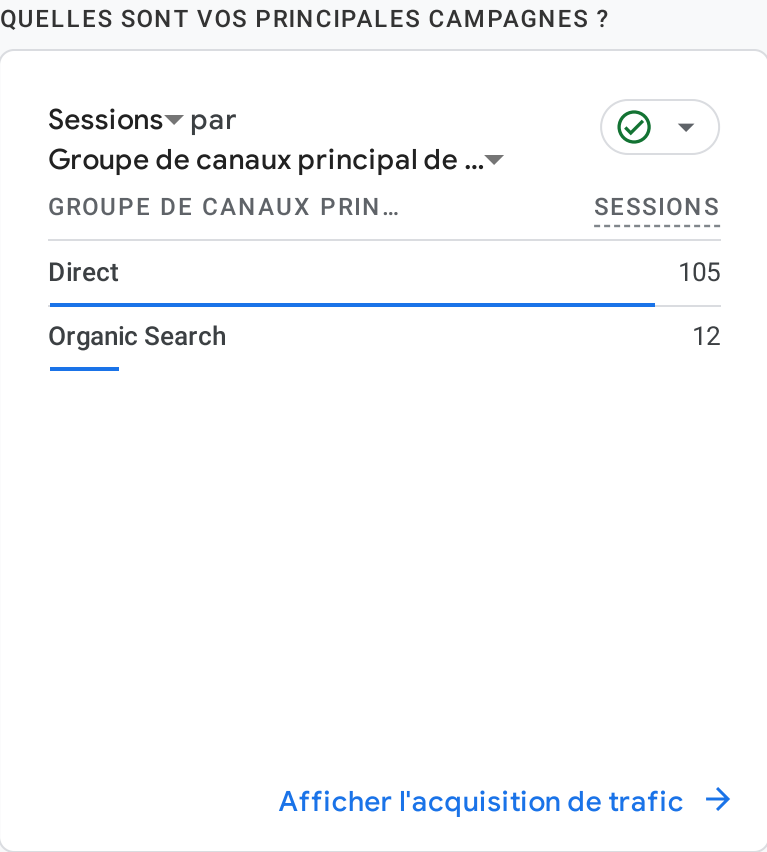 QUELLES SONT VOS PRINCIPALES CAMPAGNES ?
Sessions par
Groupe de canaux principal de ...
GROUPE DE CANAUX PRIN... SESSIONS
Direct 105
Organic Search 12
Afficher l'acquisition de trafic